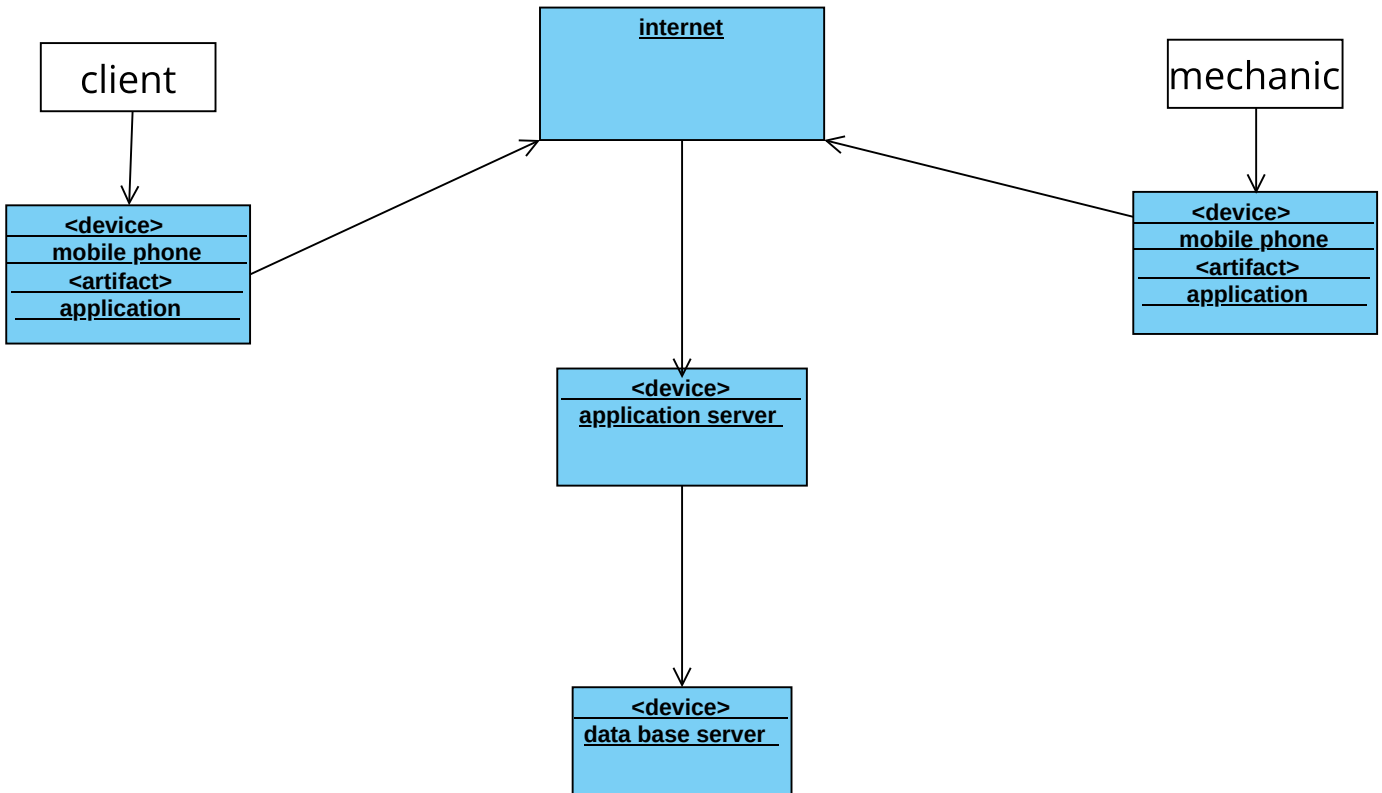 internet
client
mechanic
<device>
mobile phone
<artifact>
application
<device>
mobile phone
<artifact>
application
<device>
application server
<device>
data base server